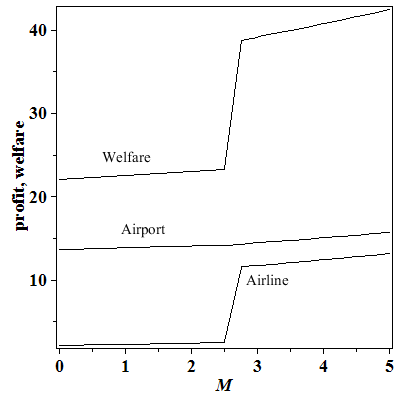 40
30
Welfare
profit, welfare
20
Airport
10
Airline
0 1 2 3 4 5
M